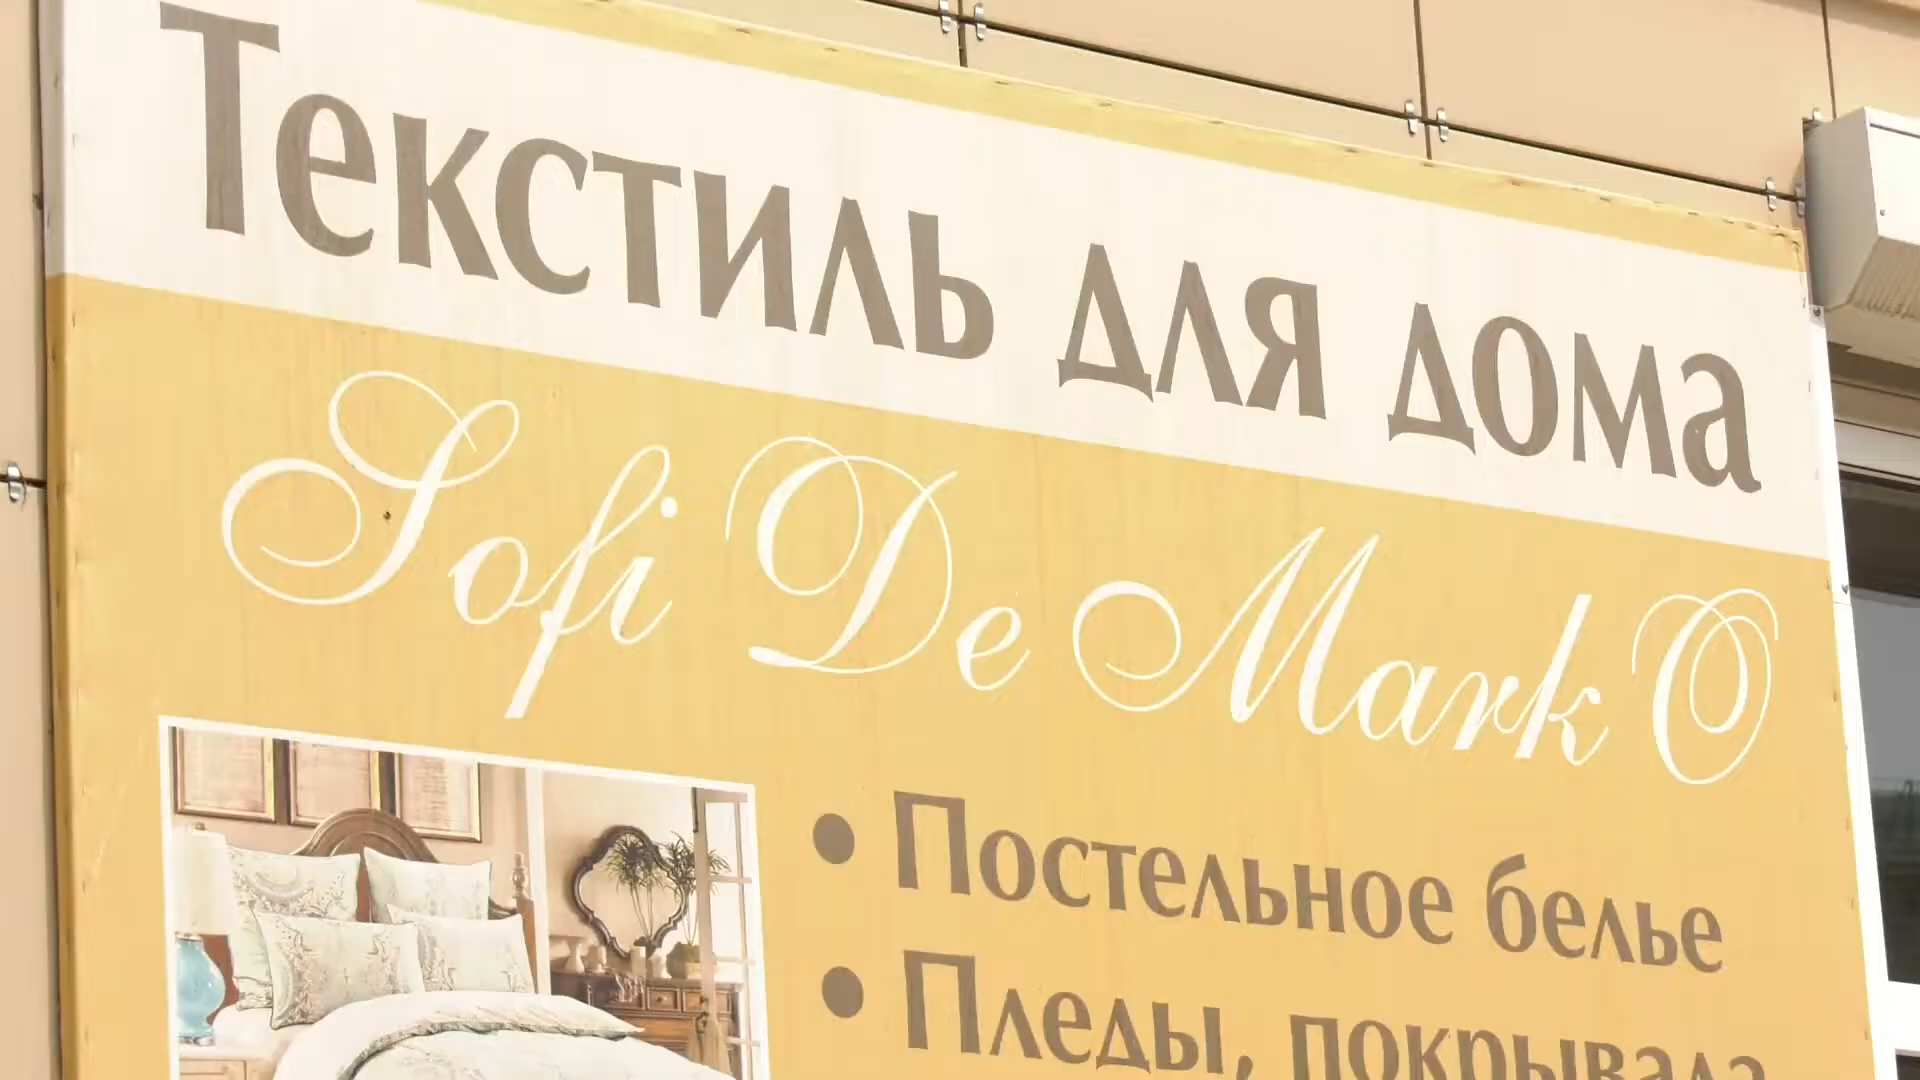 Текстиль для дома
Sofi De MarkO
• Постельное белье
• Пледы, покрывала